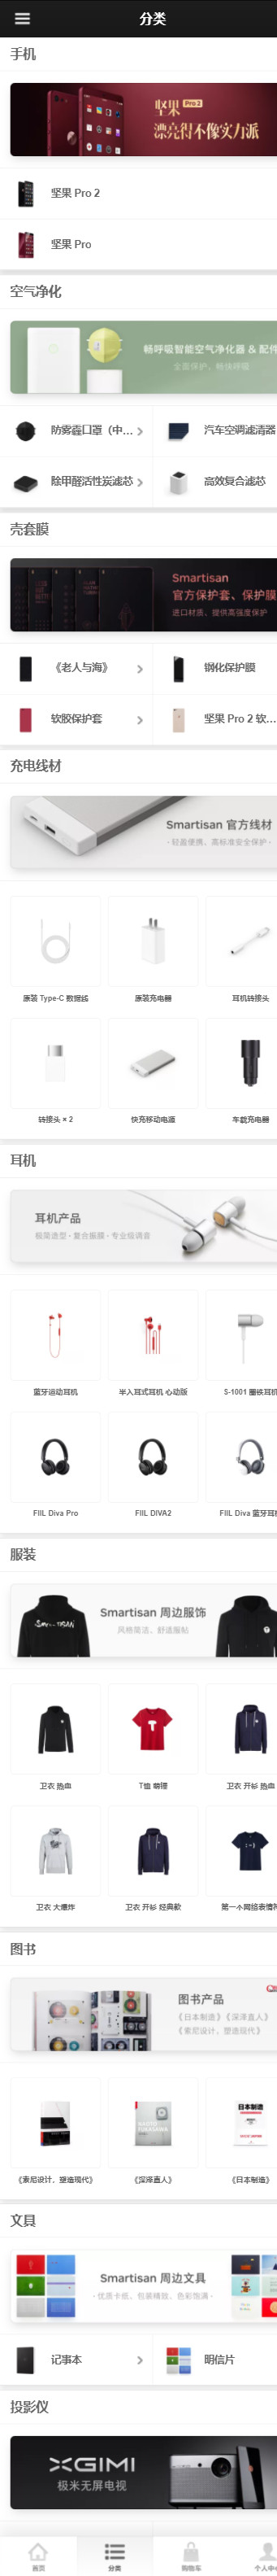 分类
手机
坚果 Pro 2
漂亮得不像实力派
坚果 Pro 2
坚果 Pro
空气净化
畅呼吸智能空气净化器 & 配件
全面保护，畅快呼吸
防雾霾口罩（中...
汽车空调滤清器
除甲醛活性炭滤芯
高效复合滤芯
壳套膜
Smartisan
官方保护套、保护膜
进口材质，提供高强度保护
《老人与海》
钢化保护膜
软胶保护套
坚果 Pro 2 软...
充电线材
Smartisan 官方线材
· 轻盈便携，高标准安全保护 ·
原装 Type-C 数据线
原装充电器
耳机转接头
转接头 × 2
快充移动电源
车载充电器
耳机
耳机产品
极简造型 · 复合振膜 · 专业级调音
蓝牙运动耳机
半入耳式耳机 心动版
S-1001 圈铁耳机
FIIL Diva Pro
FIIL DIVA2
FIIL Diva 蓝牙耳
服装
Smartisan 周边服饰
风格简洁、舒适服帖
卫衣 热血
T恤 萌锤
卫衣 开衫 热血
卫衣 大爆炸
卫衣 开衫 经典款
第一个网络表情
图书
图书产品
《日本制造》《深泽直人》
《索尼设计，塑造现代》
《索尼设计，塑造现代》
《深泽直人》
日本制造
《日本制造》
文具
Smartisan 周边文具
· 优质卡纸、包装精致、色彩饱满 ·
记事本
明信片
投影仪
XGIMI
极米无屏电视
首页
分类
购物车
个人中